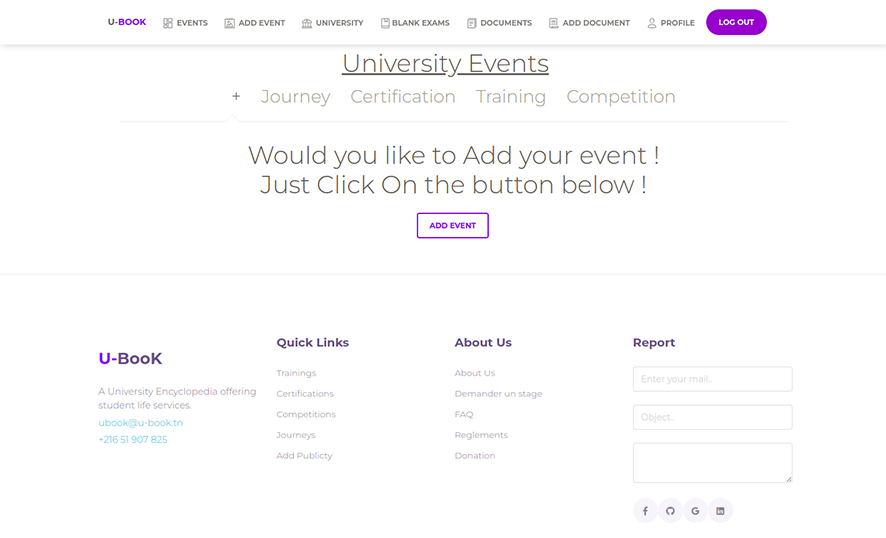 U-BOOK EVENTS ADD EVENT UNIVERSITY BLANK EXAMS DOCUMENTS ADD DOCUMENT PROFILE LOG OUT
University Events
+ Journey Certification Training Competition
Would you like to Add your event !
Just Click On the button below !
ADD EVENT
U-BooK
A University Encyclopedia offering
student life services.
ubook@u-book.tn
+216 51 907 825
Quick Links
Trainings
Certifications
Competitions
Journeys
Add Publicty
About Us
About Us
Demander un stage
FAQ
Reglements
Donation
Report
Enter your mail..
Object..